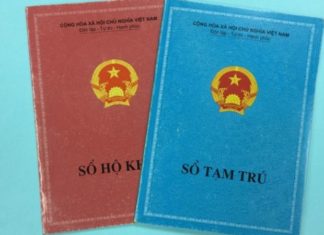 CỘNG HÒA XÃ HỘI CHỦ NGHĨA VIỆT NAM
Độc lập - Tự do - Hạnh phúc
SỔ HỘ KH
CỘNG HÒA XÃ HỘI CHỦ NGHĨA VIỆT NAM
Độc lập - Tự do - Hạnh phúc
SỔ TẠM TRÚ